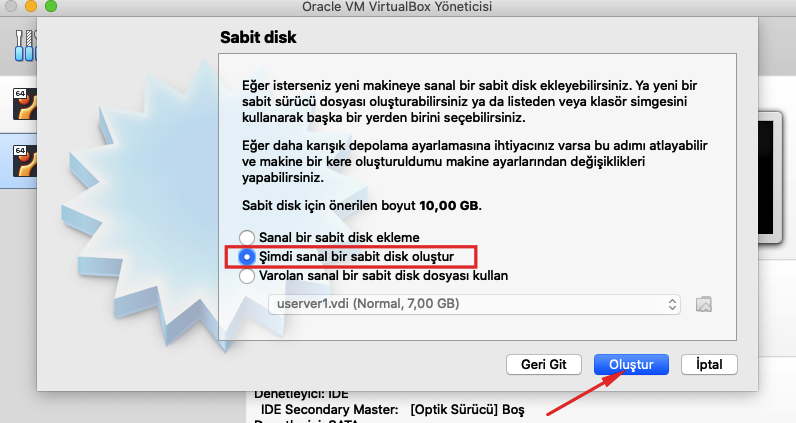 Oracle VM VirtualBox Yöneticisi
Sabit disk
64
64
Eğer isterseniz yeni makineye sanal bir sabit disk ekleyebilirsiniz. Ya yeni bir
sabit sürücü dosyası oluşturabilirsiniz ya da listeden veya klasör simgesini
kullanarak başka bir yerden birini seçebilirsiniz.
Eğer daha karışık depolama ayarlamasına ihtiyacınız varsa bu adımı atlayabilir
ve makine bir kere oluşturuldumu makine ayarlarından değişiklikleri
yapabilirsiniz.
Sabit disk için önerilen boyut 10,00 GB.
Sanal bir sabit disk ekleme
Şimdi sanal bir sabit disk oluştur
Varolan sanal bir sabit disk dosyası kullan
userver1.vdi (Normal, 7,00 GB)
Geri Git
Oluştur
İptal
Denetleyici: IDE
IDE Secondary Master: [Optik Sürücü] Boş
Denetleyici: SATA